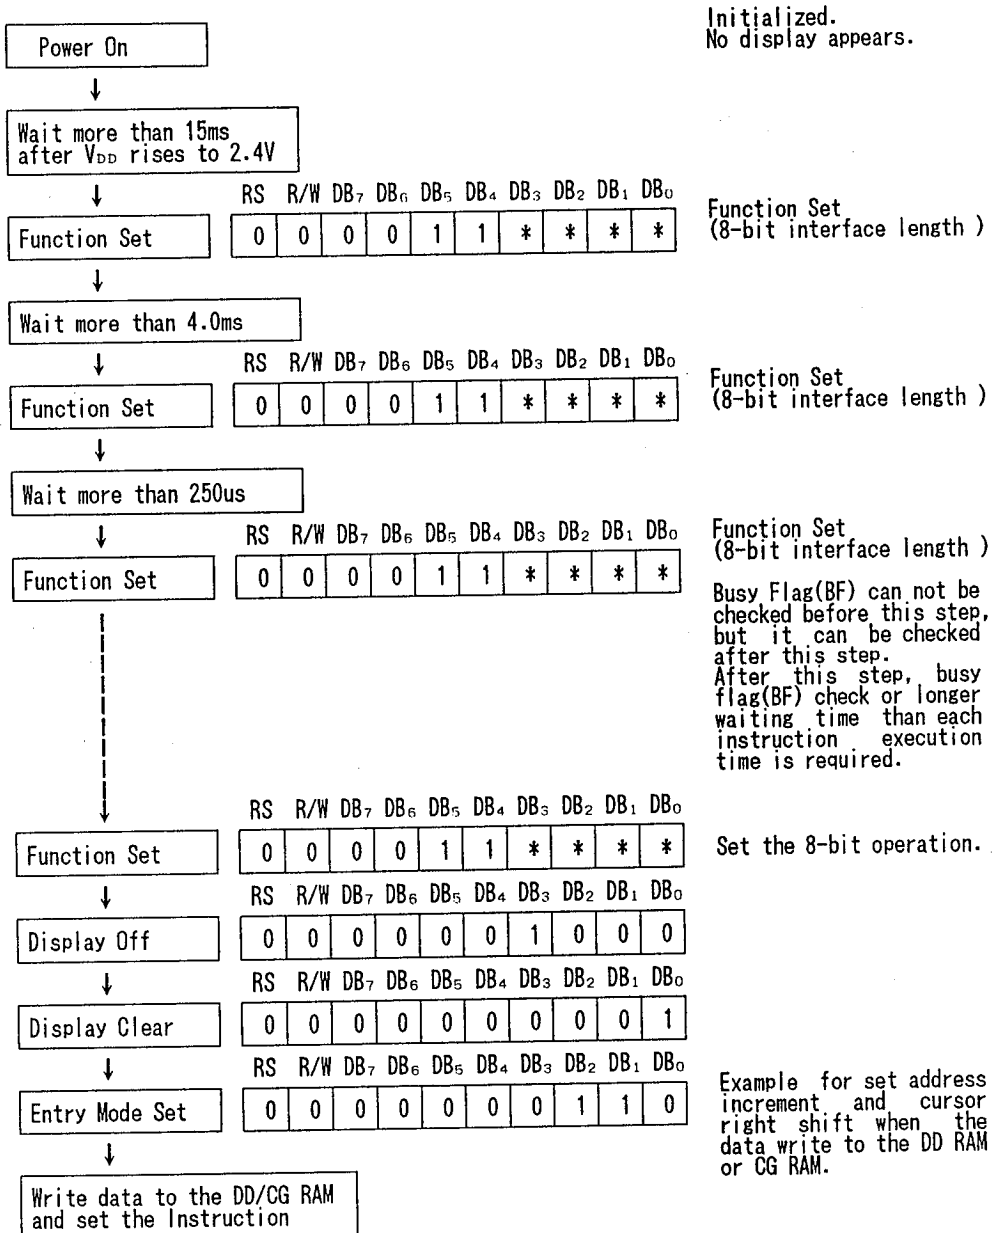 Initialized.
No display appears.
Power On
↓
Wait more than 15ms
after VDD rises to 2.4V
↓
RS R/W DB7 DB6 DB5 DB4 DB3 DB2 DB1 DB0
Function Set 0 0 0 0 1 1 * * * *
Function Set
(8-bit interface length )
↓
Wait more than 4.0ms
↓
RS R/W DB7 DB6 DB5 DB4 DB3 DB2 DB1 DB0
Function Set 0 0 0 0 1 1 * * * *
Function Set
(8-bit interface length )
↓
Wait more than 250us
↓
RS R/W DB7 DB6 DB5 DB4 DB3 DB2 DB1 DB0
Function Set 0 0 0 0 1 1 * * * *
Function Set
(8-bit interface length )
Busy Flag(BF) can not be
checked before this step,
but it can be checked
after this step.
After this step, busy
flag(BF) check or longer
waiting time than each
instruction execution
time is required.
RS R/W DB7 DB6 DB5 DB4 DB3 DB2 DB1 DB0
Function Set 0 0 0 0 1 1 * * * *
Set the 8-bit operation.
↓
RS R/W DB7 DB6 DB5 DB4 DB3 DB2 DB1 DB0
Display Off 0 0 0 0 0 0 1 0 0 0
↓
RS R/W DB7 DB6 DB5 DB4 DB3 DB2 DB1 DB0
Display Clear 0 0 0 0 0 0 0 0 0 1
↓
RS R/W DB7 DB6 DB5 DB4 DB3 DB2 DB1 DB0
Entry Mode Set 0 0 0 0 0 0 0 1 1 0
Example for set address
increment and cursor
right shift when the
data write to the DD RAM
or CG RAM.
↓
Write data to the DD/CG RAM
and set the Instruction